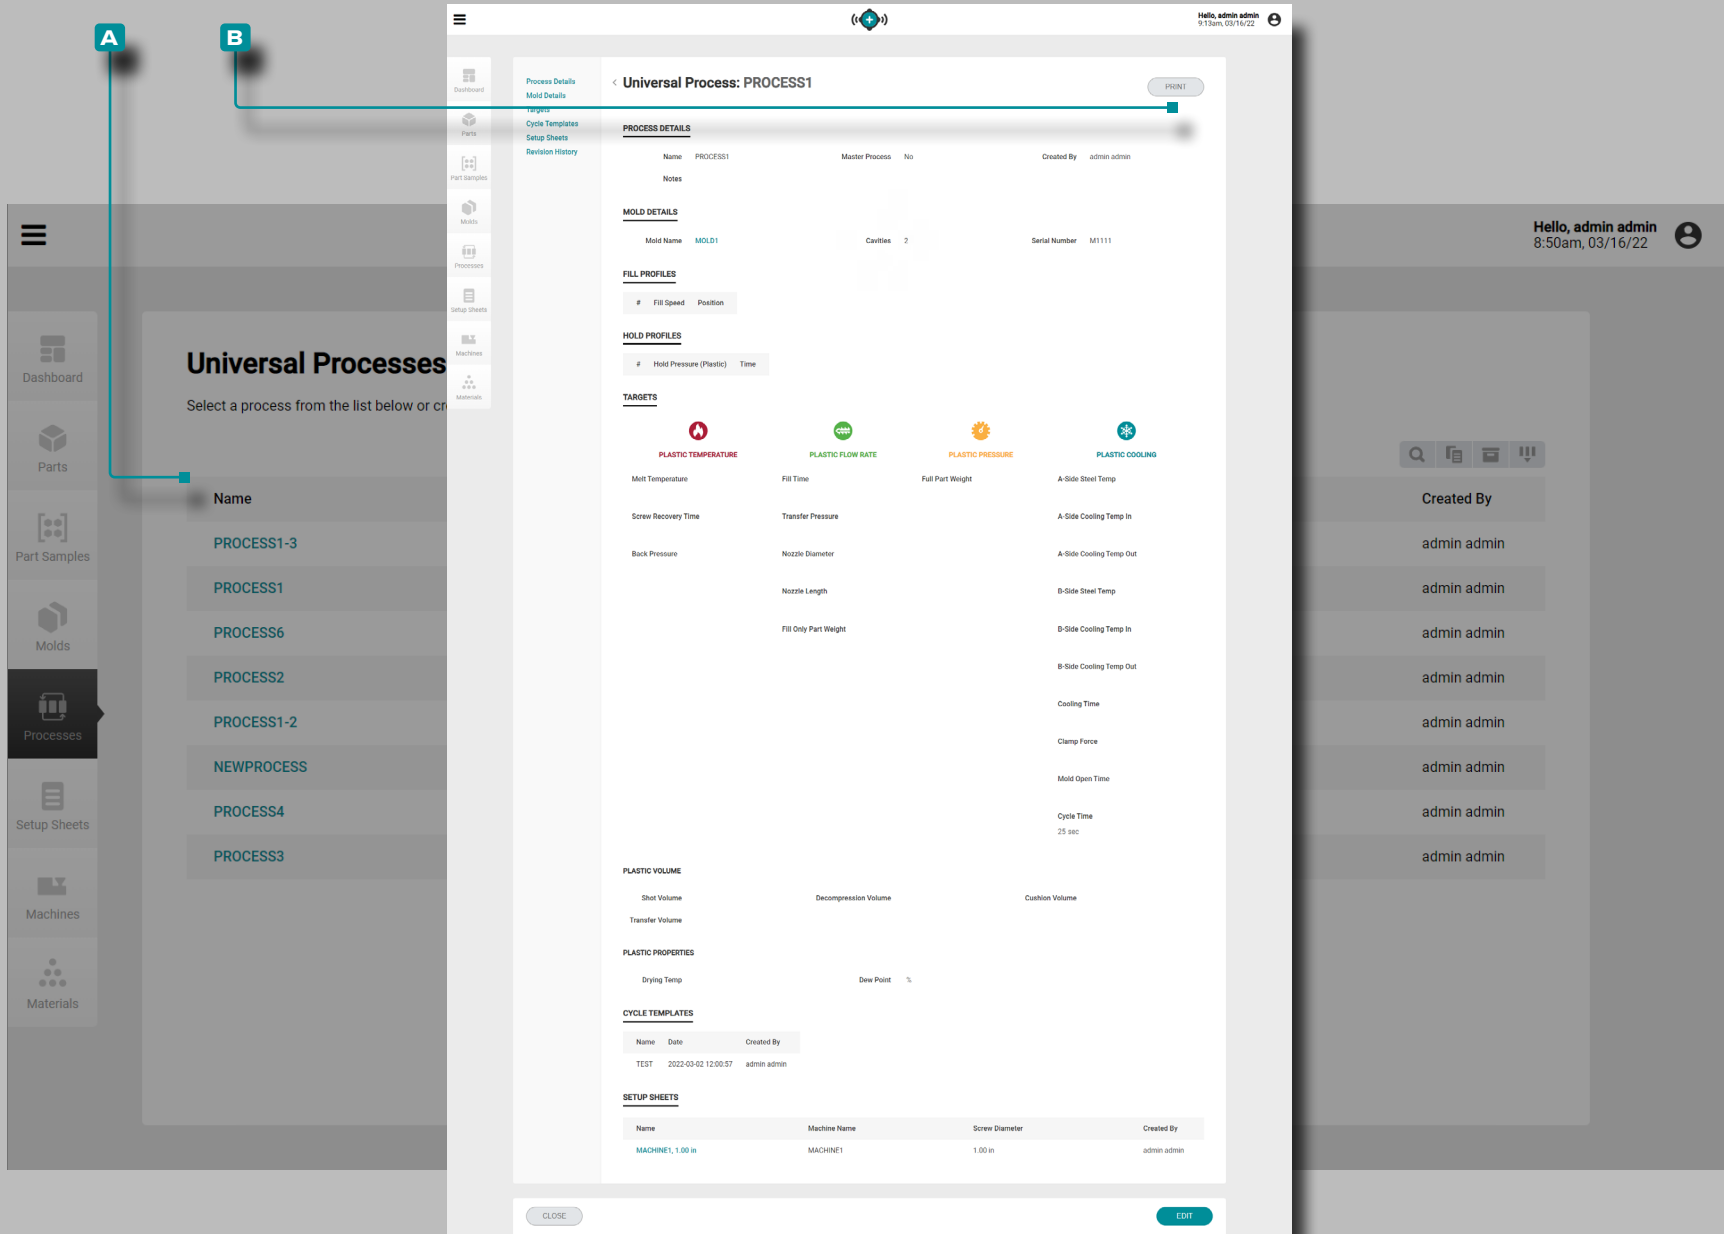 A
B
Hello, admin admin
9:13am, 03/16/22
Dashboard
Parts
Part Samples
Molds
Processes
Setup Sheets
Machines
Materials
Process Details
Mold Details
Targets
Cycle Templates
Setup Sheets
Revision History
< Universal Process: PROCESS1
PRINT
PROCESS DETAILS
Name PROCESS1 Master Process No Created By admin admin
Notes
MOLD DETAILS
Mold Name MOLD1 Cavities 2 Serial Number M1111
FILL PROFILES
# Fill Speed Position
HOLD PROFILES
# Hold Pressure (Plastic) Time
TARGETS
PLASTIC TEMPERATURE PLASTIC FLOW RATE PLASTIC PRESSURE PLASTIC COOLING
Melt Temperature Fill Time Full Part Weight A-Side Steel Temp
Screw Recovery Time Transfer Pressure A-Side Cooling Temp In
Back Pressure Nozzle Diameter A-Side Cooling Temp Out
Nozzle Length B-Side Steel Temp
Fill Only Part Weight B-Side Cooling Temp In
B-Side Cooling Temp Out
Cooling Time
Clamp Force
Mold Open Time
Cycle Time
25 sec
PLASTIC VOLUME
Shot Volume Decompression Volume Cushion Volume
Transfer Volume
PLASTIC PROPERTIES
Drying Temp Dew Point %
CYCLE TEMPLATES
Name Date Created By
TEST 2022-03-02 12:00:57 admin admin
SETUP SHEETS
Name Machine Name Screw Diameter Created By
MACHINE1, 1.00 in MACHINE1 1.00 in admin admin
CLOSE
EDIT
Hello, admin admin
8:50am, 03/16/22
Dashboard
Parts
Part Samples
Molds
Processes
Setup Sheets
Machines
Materials
Universal Processes
Select a process from the list below or cr
Name Created By
PROCESS1-3 admin admin
PROCESS1 admin admin
PROCESS6 admin admin
PROCESS2 admin admin
PROCESS1-2 admin admin
NEWPROCESS admin admin
PROCESS4 admin admin
PROCESS3 admin admin